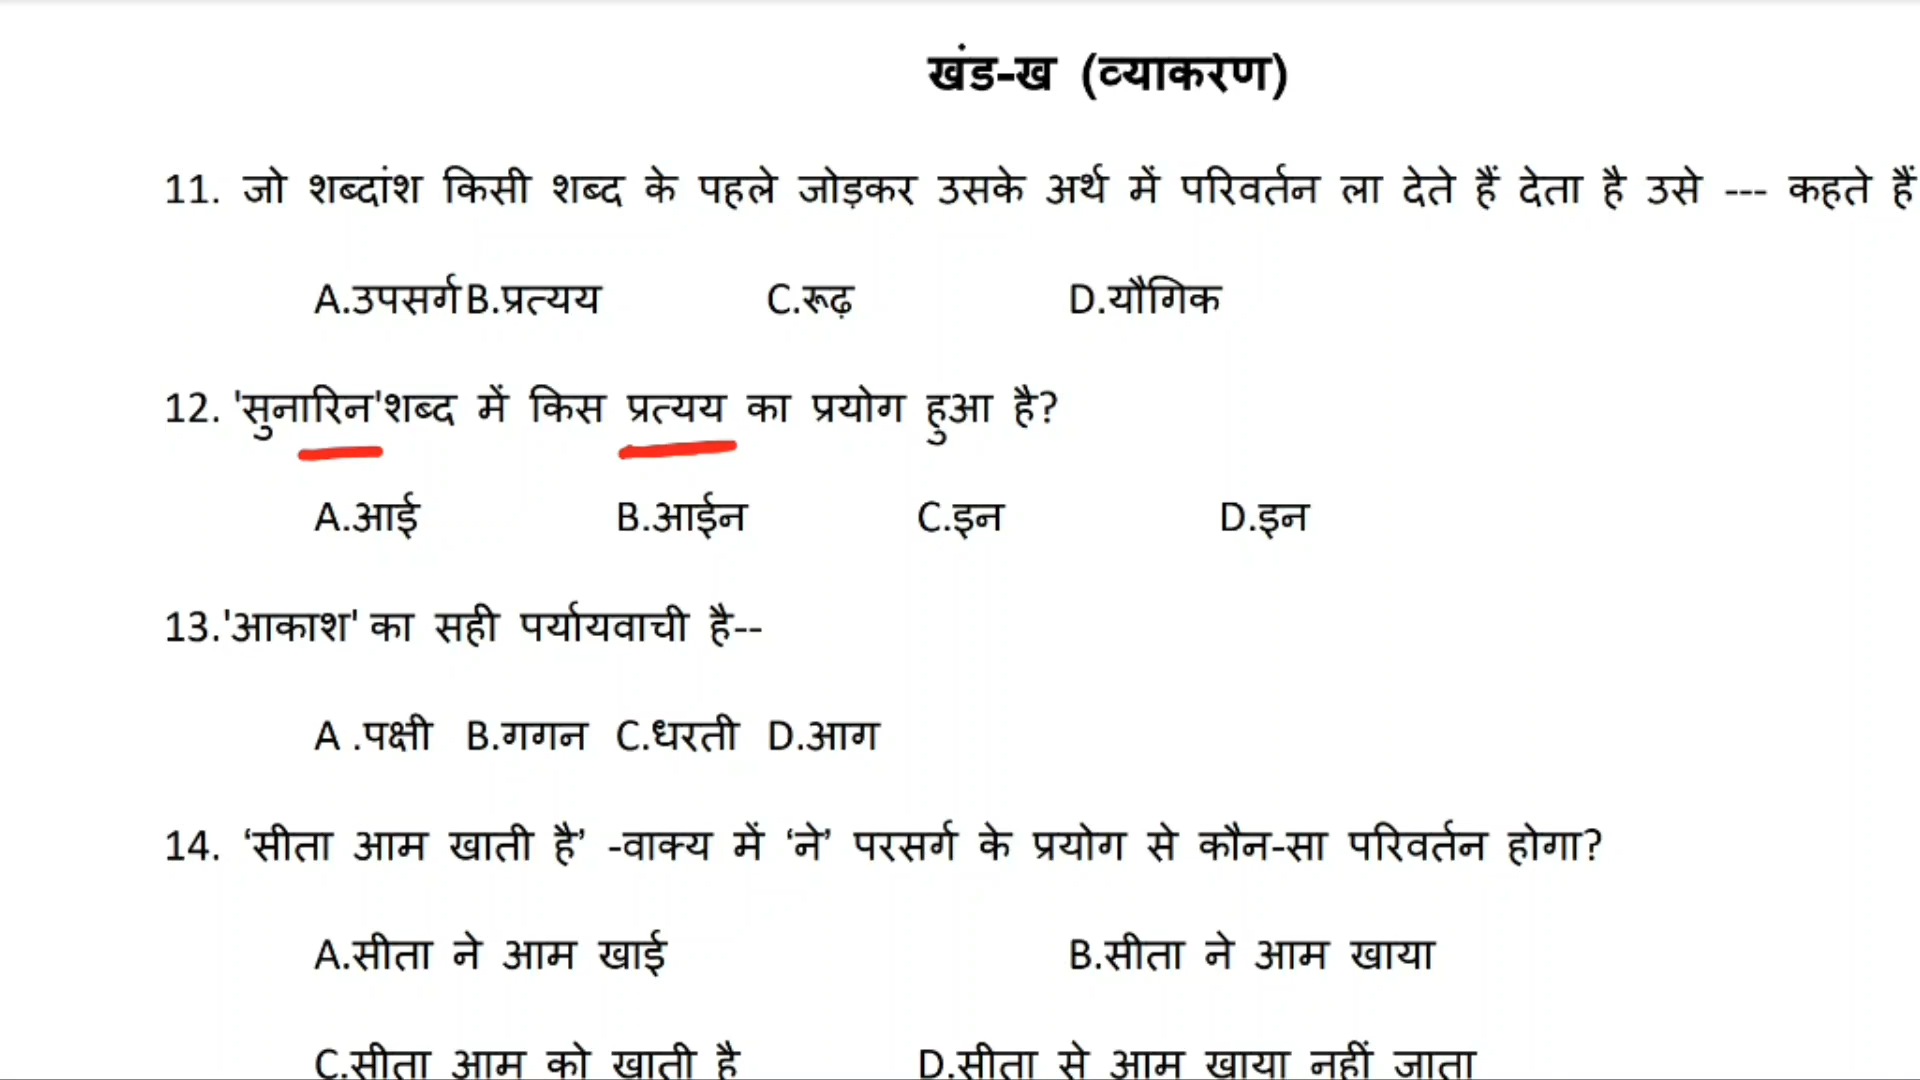 खंड-ख (व्याकरण)
11. जो शब्दांश किसी शब्द के पहले जोड़कर उसके अर्थ में परिवर्तन ला देते हैं देता है उसे --- कहते हैं
A.उपसर्ग B.प्रत्यय C.रूढ़ D.यौगिक
12. 'सुनारिन'शब्द में किस प्रत्यय का प्रयोग हुआ है?
A.आई B.आईन C.इन D.इन
13.'आकाश' का सही पर्यायवाची है--
A .पक्षी B.गगन C.धरती D.आग
14. ‘सीता आम खाती है’ -वाक्य में ‘ने’ परसर्ग के प्रयोग से कौन-सा परिवर्तन होगा?
A.सीता ने आम खाई B.सीता ने आम खाया
C.सीता आम को खाती है D.सीता से आम खाया नहीं जाता